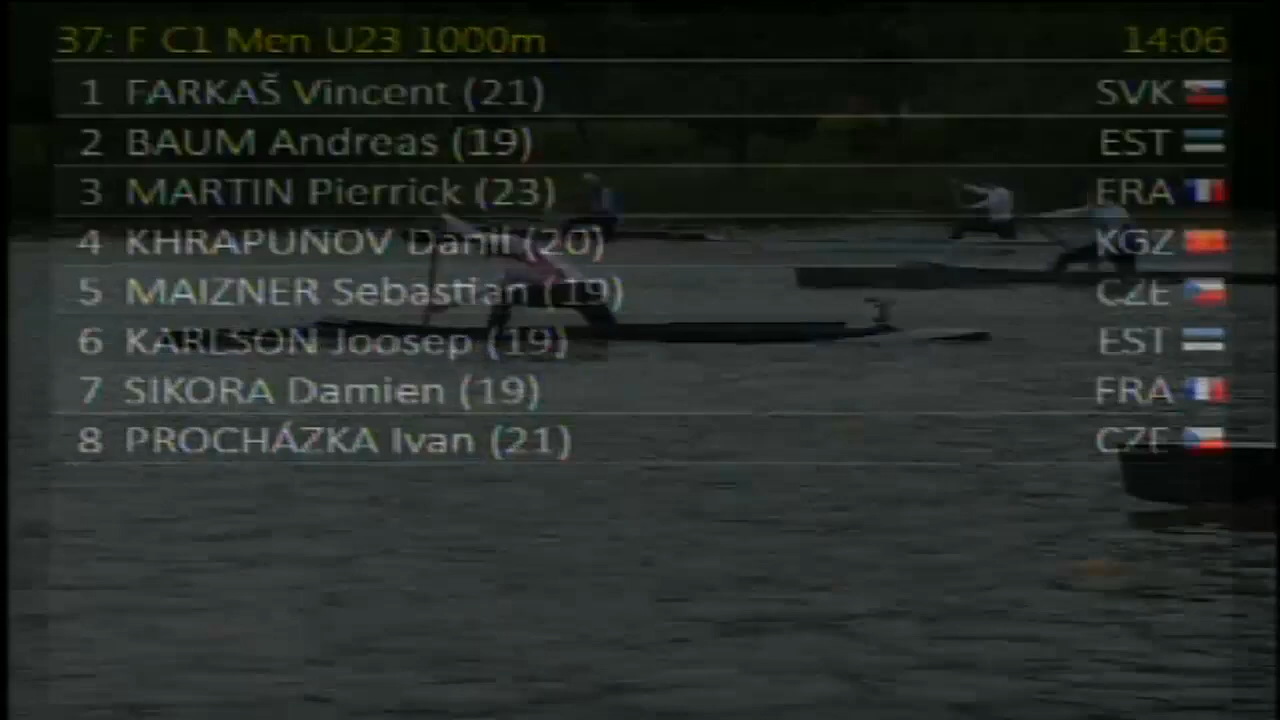 37: F C1 Men U23 1000m 14:06
1 FARKAŠ Vincent (21) SVK
2 BAUM Andreas (19) EST
3 MARTIN Pierrick (23) FRA
4 KHRAPUNOV Danil (20) KGZ
5 MAIZNER Sebastian (19) CZE
6 KARLSON Joosep (19) EST
7 SIKORA Damien (19) FRA
8 PROCHÁZKA Ivan (21) CZE